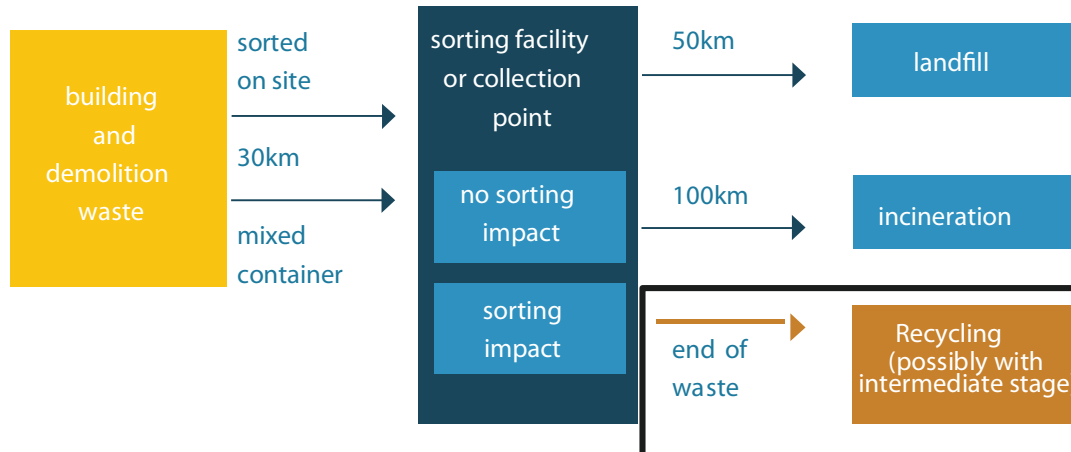 building
and
demolition
waste
sorted
on site
30km
mixed
container
sorting facility
or collection
point
no sorting
impact
sorting
impact
50km
landfill
100km
incineration
end of
waste
Recycling
(possibly with
intermediate stage